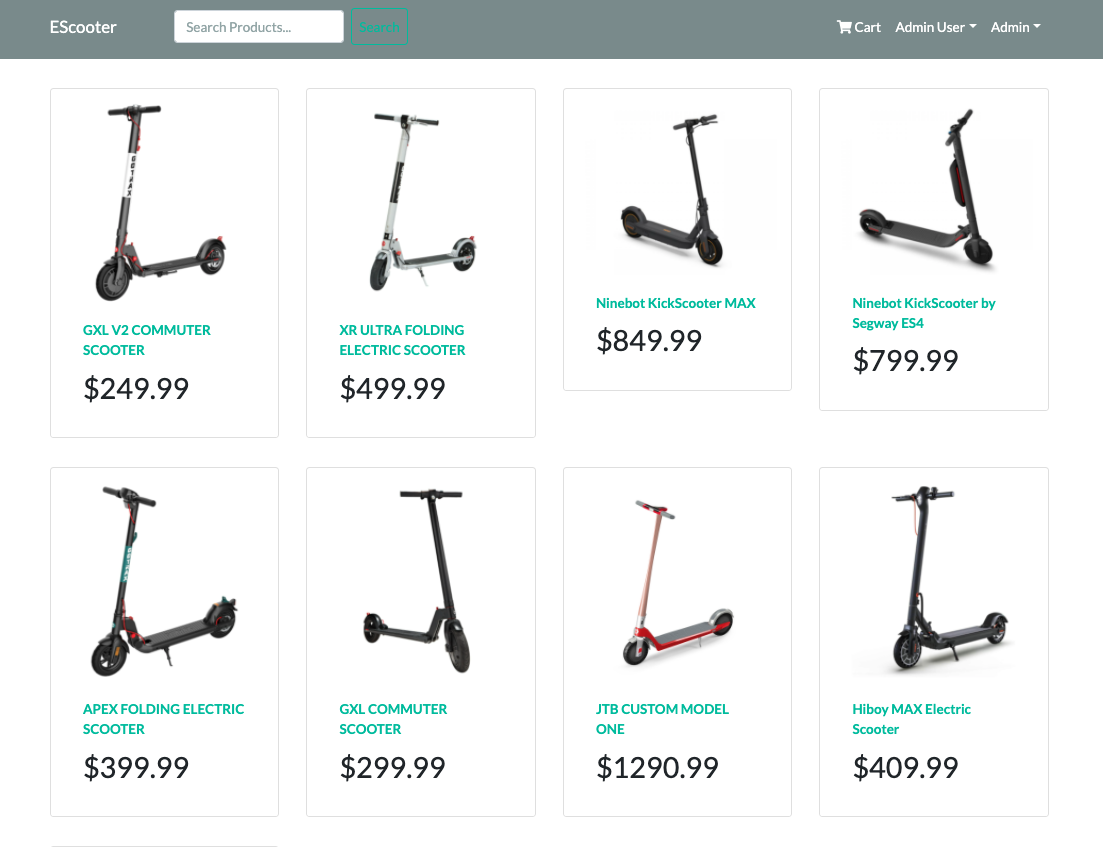 EScooter
Search Products...
Search
Cart
Admin User
Admin
GXL V2 COMMUTER
SCOOTER
$249.99
XR ULTRA FOLDING
ELECTRIC SCOOTER
$499.99
Ninebot KickScooter MAX
$849.99
Ninebot KickScooter by
Segway ES4
$799.99
APEX FOLDING ELECTRIC
SCOOTER
$399.99
GXL COMMUTER
SCOOTER
$299.99
JTB CUSTOM MODEL
ONE
$1290.99
Hiboy MAX Electric
Scooter
$409.99